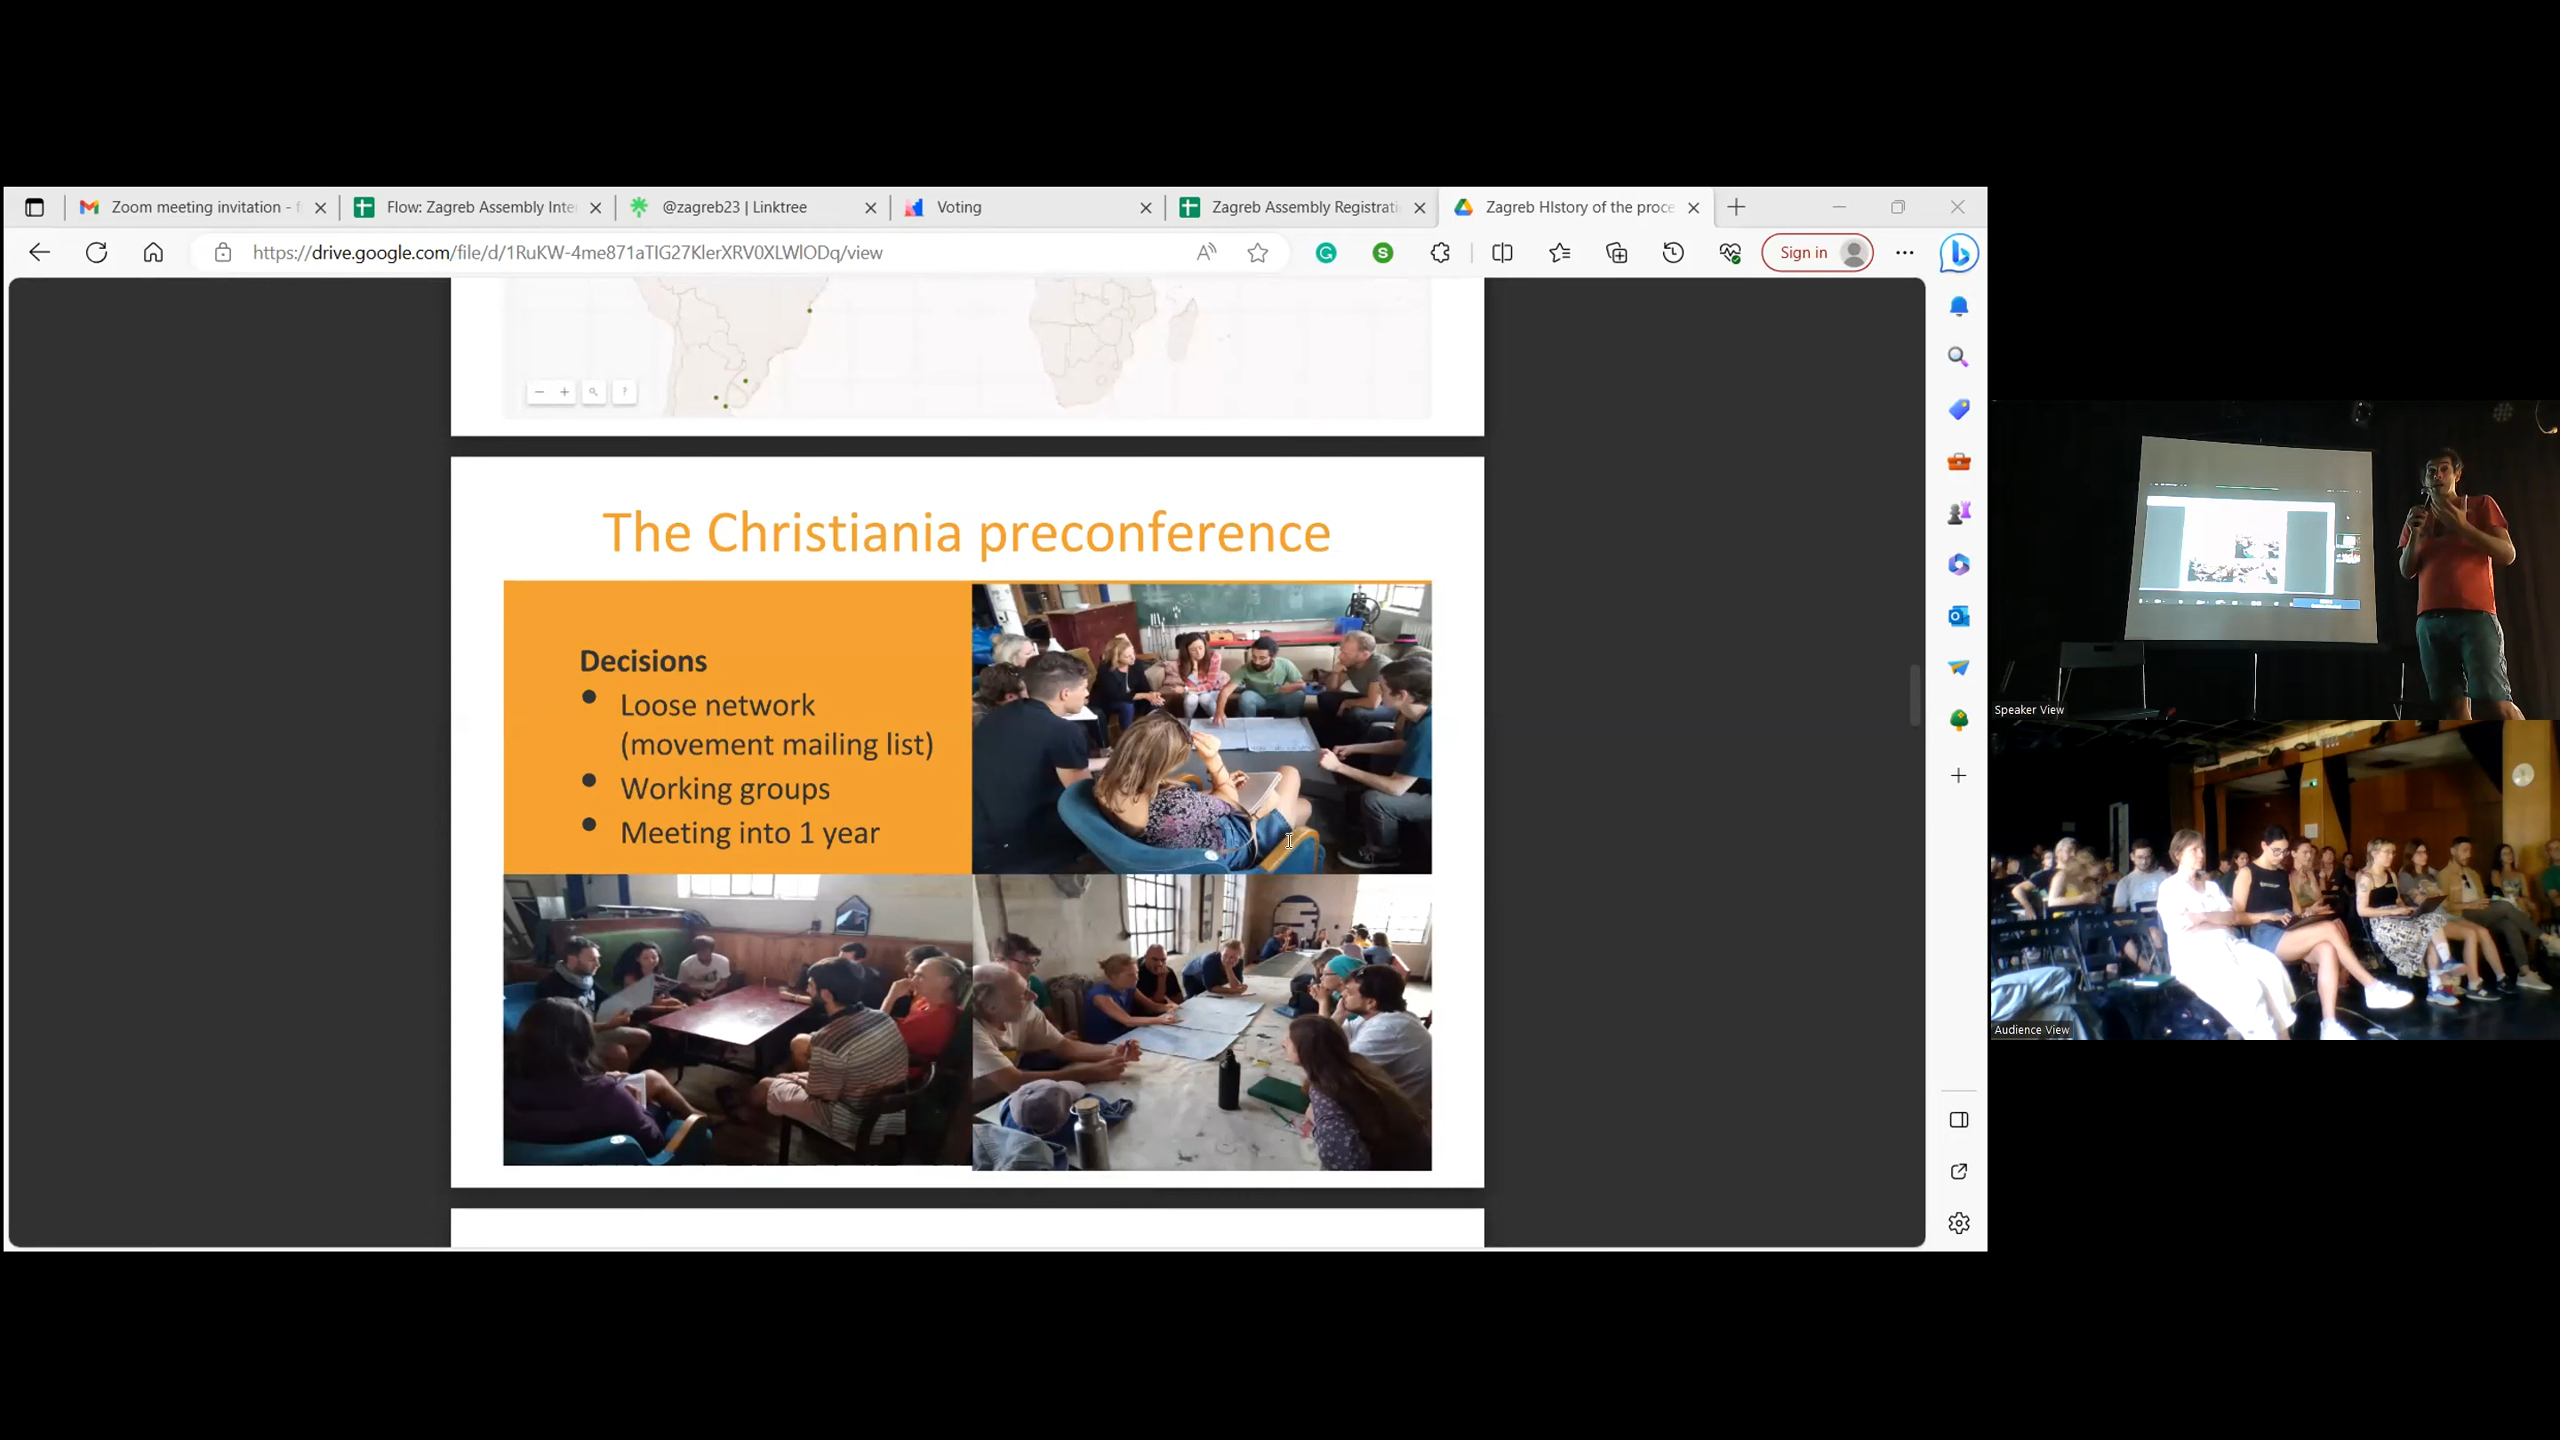 Zoom meeting invitation - f
Flow: Zagreb Assembly Inte
@zagreb23 | Linktree
Voting
Zagreb Assembly Registrati
Zagreb HIstory of the proce
https://drive.google.com/file/d/1RuKW-4me871aTIG27KlerXRV0XLWlODq/view
Sign in
The Christiania preconference
Decisions
Loose network
(movement mailing list)
Working groups
Meeting into 1 year
Speaker View
Audience View